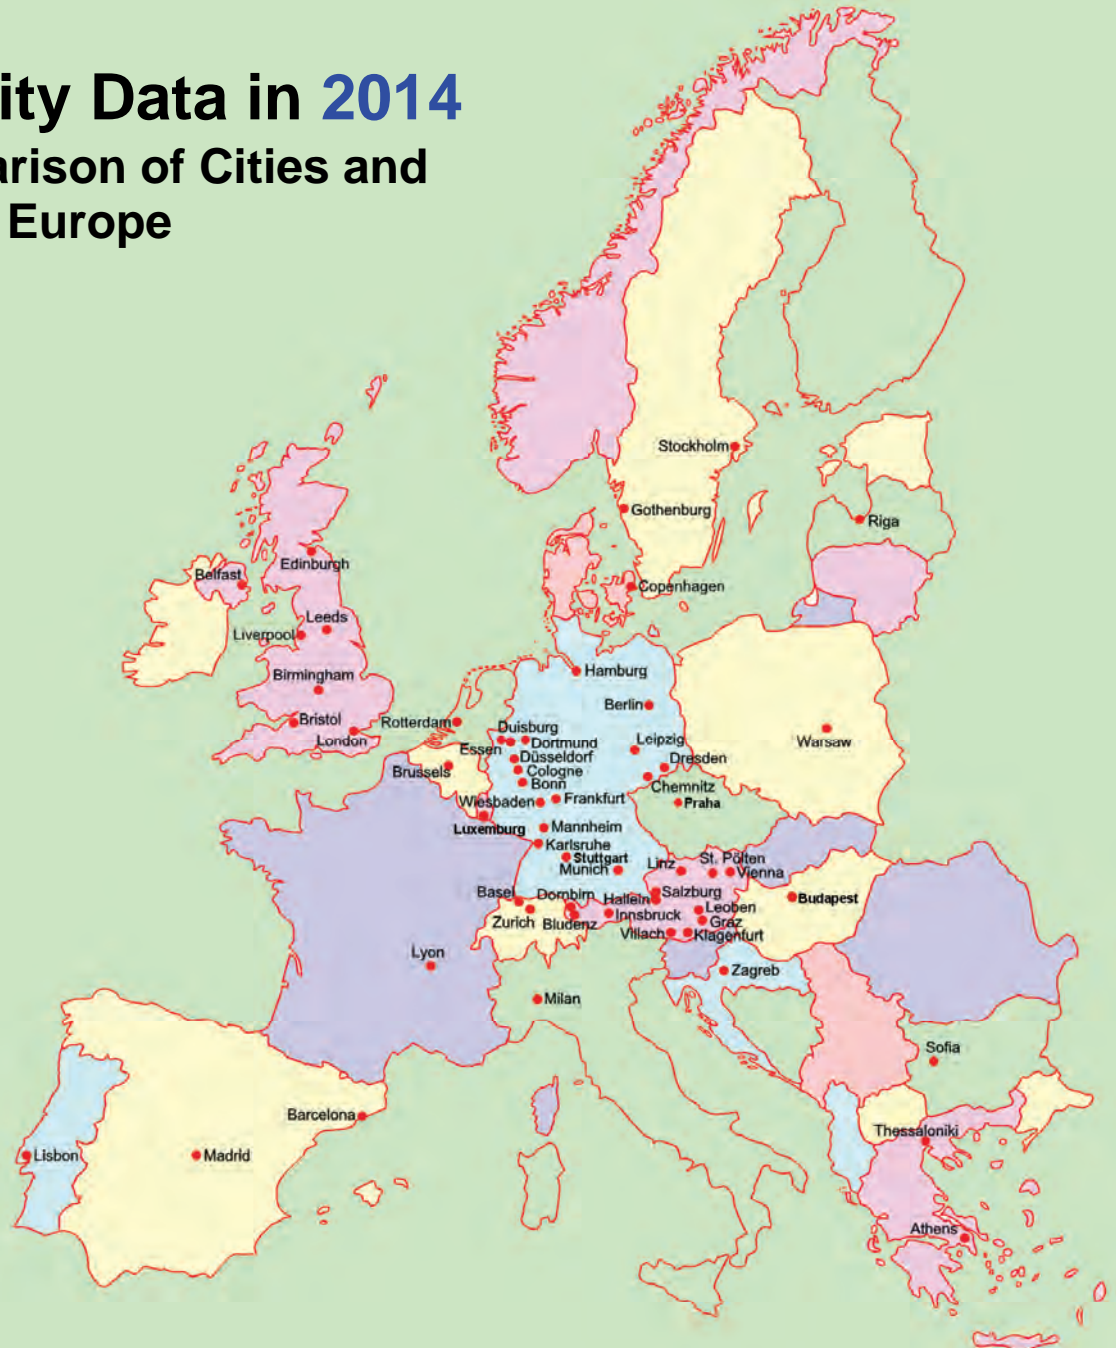 ity Data in 2014
arison of Cities and
Europe
Stockholm
Gothenburg
Riga
Copenhagen
Edinburgh
Belfast
Leeds
Liverpool
Birmingham
Bristol
London
Hamburg
Berlin
Rotterdam
Duisburg
Essen
Dortmund
Leipzig
Warsaw
Düsseldorf
Dresden
Brussels
Cologne
Bonn
Chemnitz
Wiesbaden
Frankfurt
Praha
Luxemburg
Mannheim
Karlsruhe
Stuttgart
Munich
Linz
St. Pölten
Vienna
Basel
Dornbirn
Hallein
Salzburg
Budapest
Zurich
Bludenz
Innsbruck
Leoben
Graz
Villach
Klagenfurt
Lyon
Zagreb
Milan
Sofia
Barcelona
Thessaloniki
Lisbon
Madrid
Athens